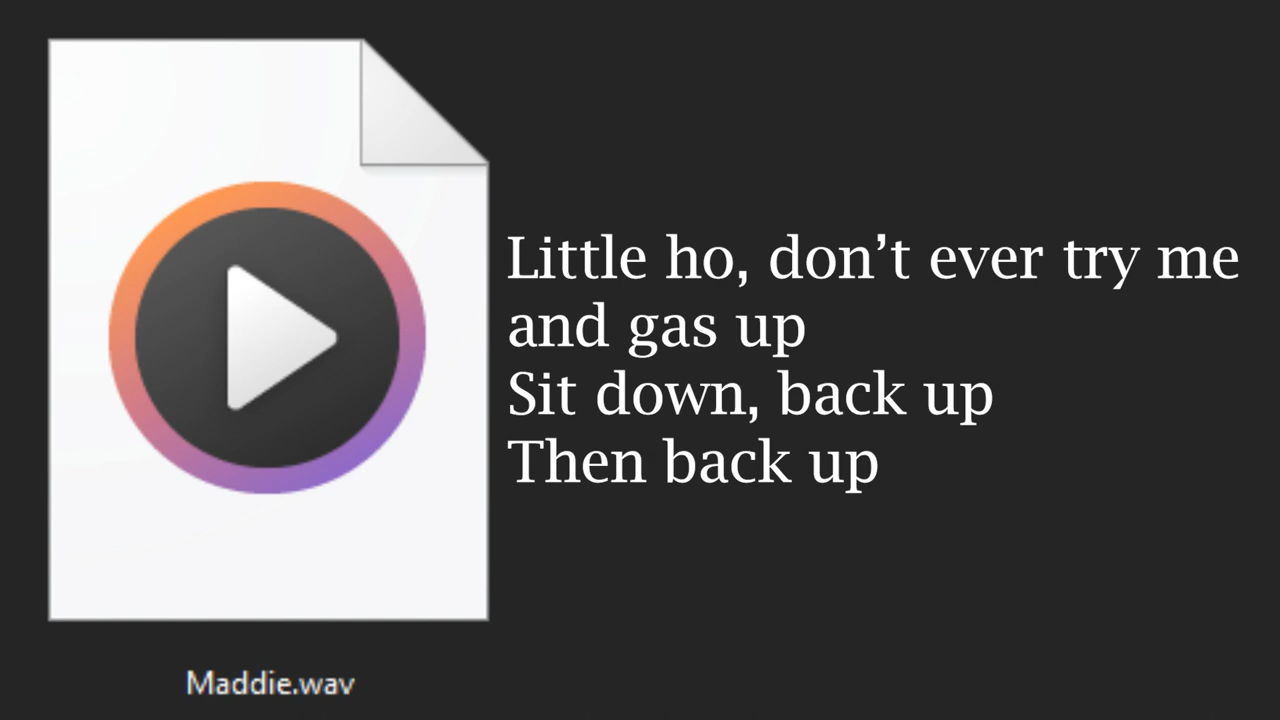 Little ho, don’t ever try me
and gas up
Sit down, back up
Then back up
Maddie.wav